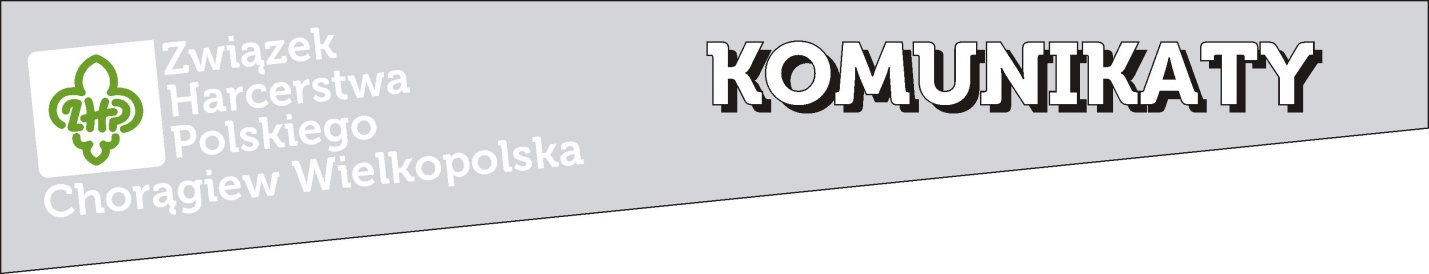 ZHP
Związek
Harcerstwa
Polskiego
Chorągiew Wielkopolska
KOMUNIKATY